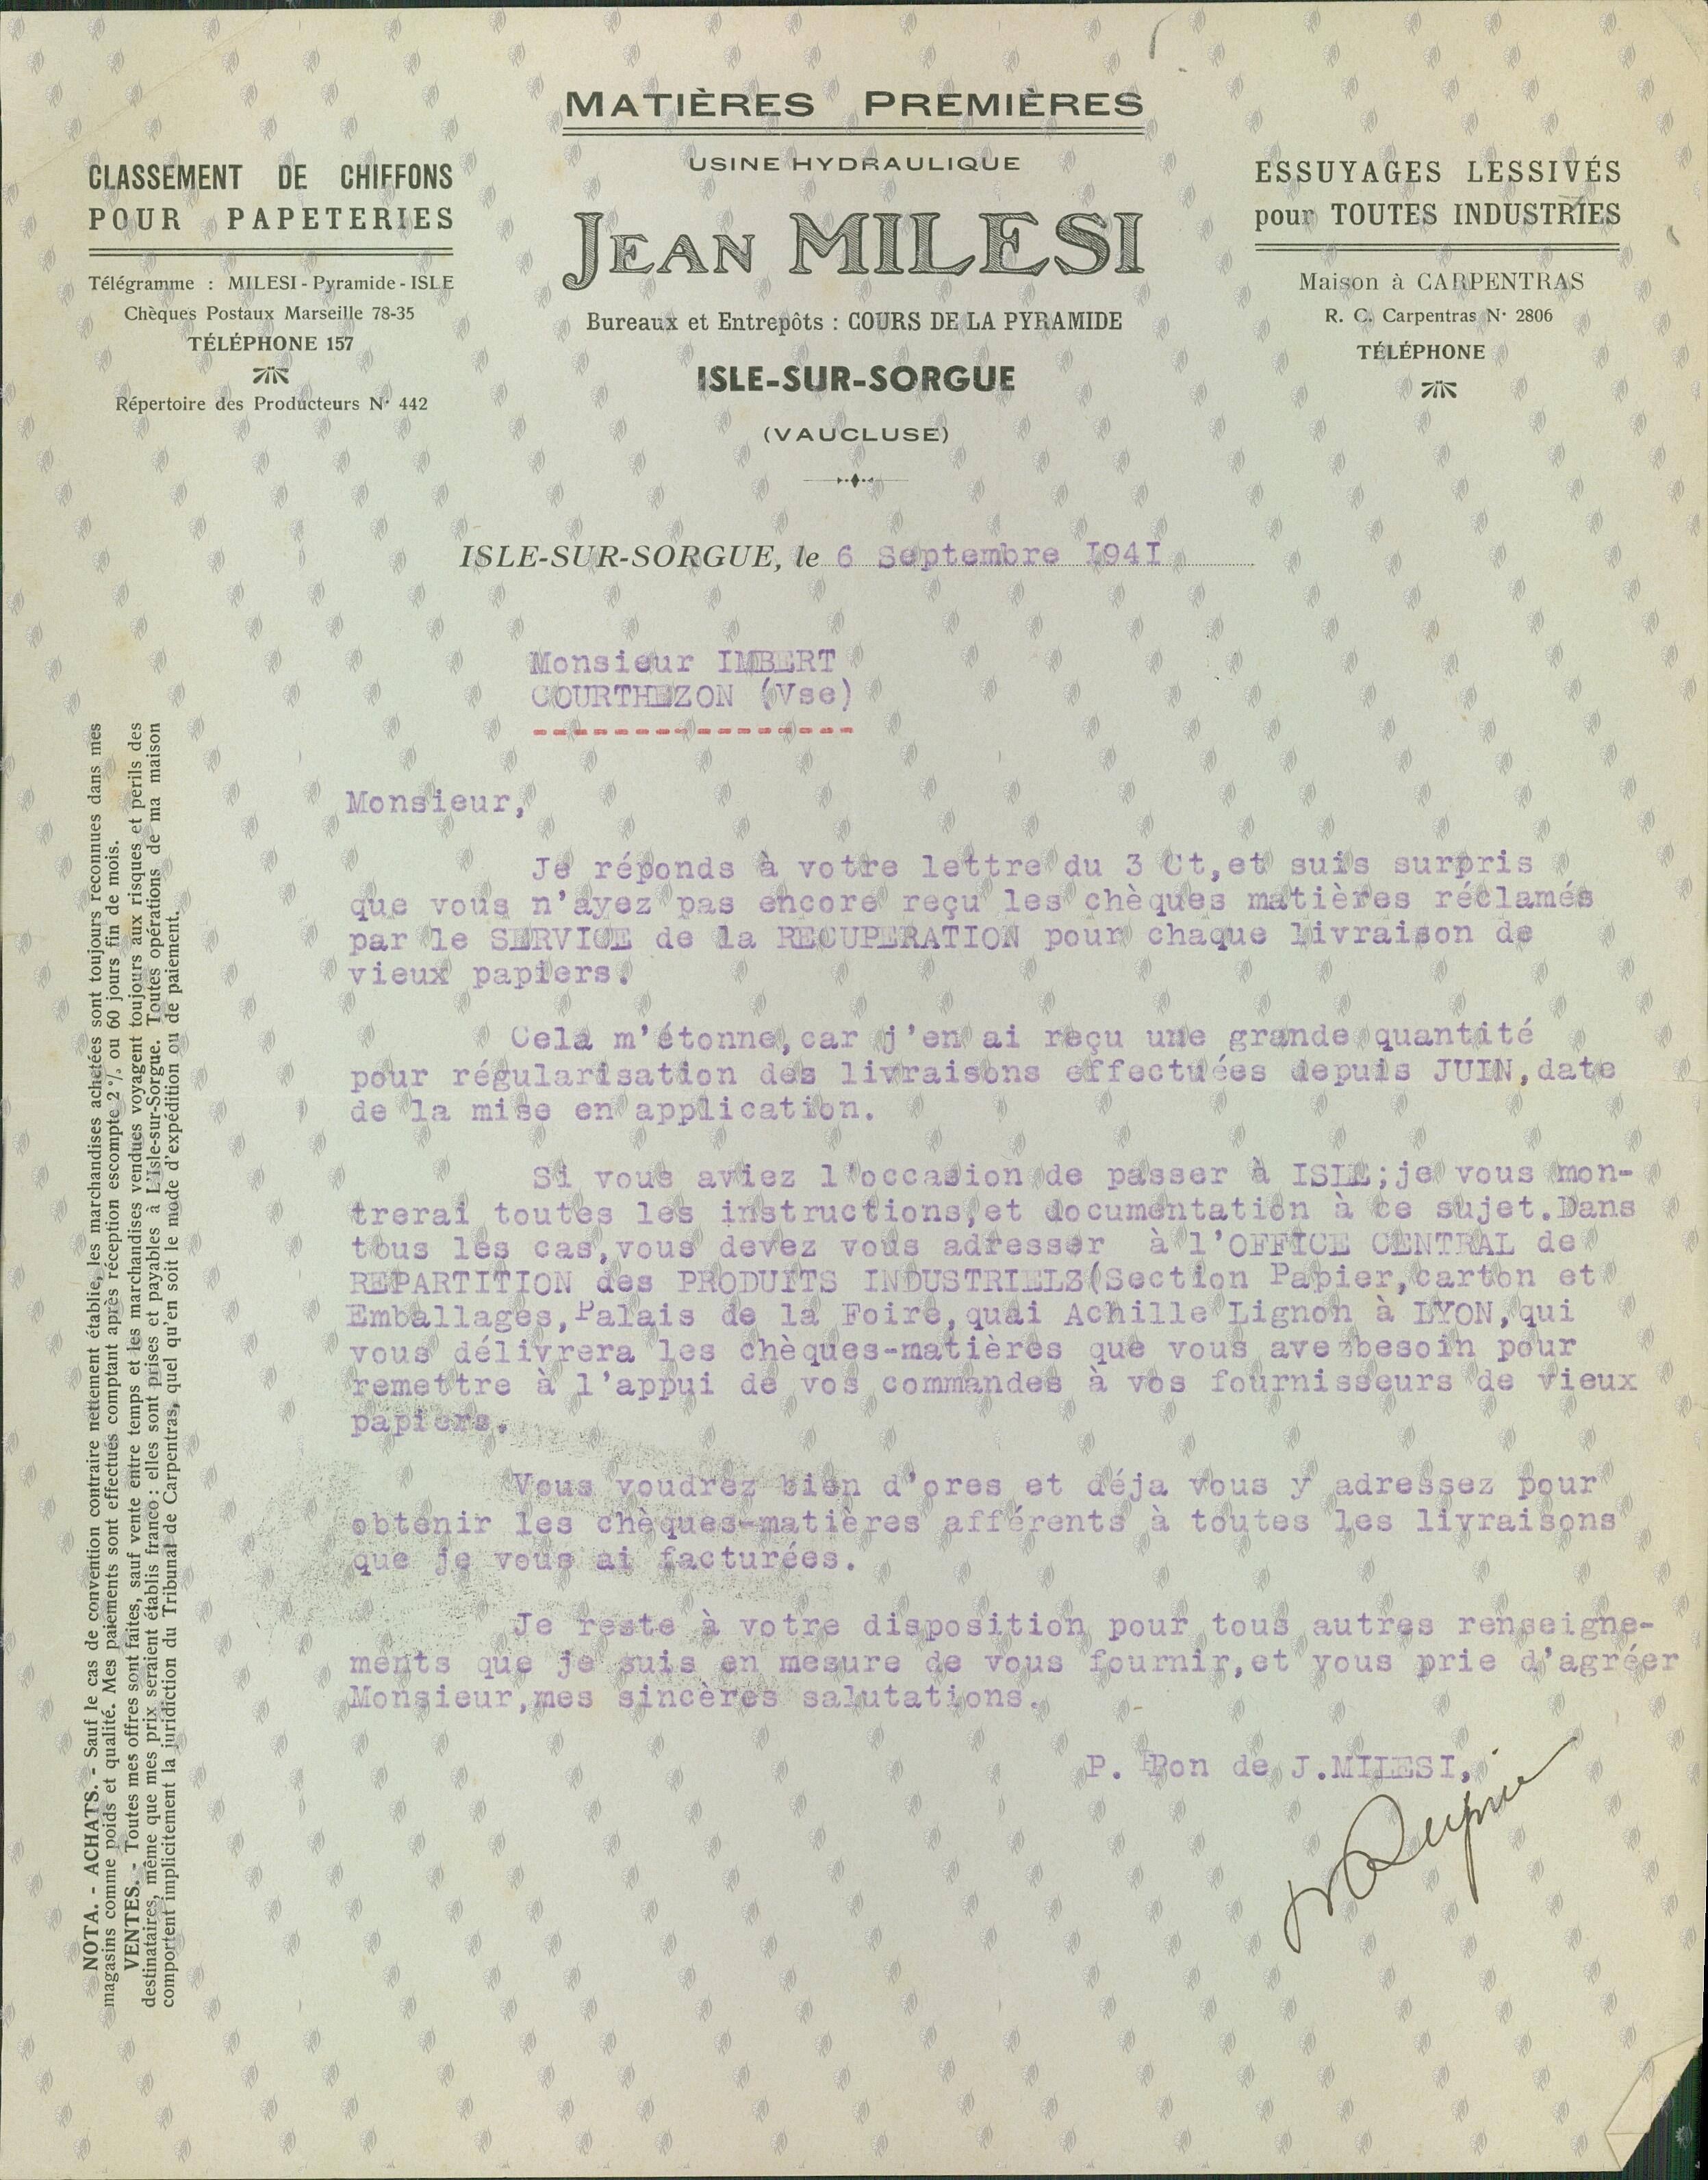 MATIÈRES PREMIÈRES
CLASSEMENT DE CHIFFONS
POUR PAPETERIES
Télégramme : MILESI - Pyramide - ISLE
Chèques Postaux Marseille 78-35
TÉLÉPHONE 157
Répertoire des Producteurs N° 442
USINE HYDRAULIQUE
JEAN MILESI
Bureaux et Entrepôts : COURS DE LA PYRAMIDE
ISLE-SUR-SORGUE
(VAUCLUSE)
ESSUYAGES LESSIVÉS
pour TOUTES INDUSTRIES
Maison à CARPENTRAS
R. C. Carpentras N° 2806
TÉLÉPHONE
ISLE-SUR-SORGUE, le 6 Septembre I94I
Monsieur IMBERT
COURTHEZON (Vse)
----------------
Monsieur,
Je réponds à votre lettre du 3 Ct,et suis surpris
que vous n'ayez pas encore reçu les chèques matières réclamés
par le SERVICE de la RECUPERATION pour chaque livraison de
vieux papiers.
Cela m'étonne,car j'en ai reçu une grande quantité
pour régularisation des livraisons effectuées depuis JUIN,date
de la mise en application.
Si vous aviez l'occasion de passer à ISLE;je vous mon-
trerai toutes les instructions,et documentation à ce sujet.Dans
tous les cas,vous devez vous adresser à l'OFFICE CENTRAL de
REPARTITION des PRODUITS INDUSTRIELS(Section Papier,carton et
Emballages,Palais de la Foire,quai Achille Lignon à LYON,qui
vous délivrera les chèques-matières que vous avezbesoin pour
remettre à l'appui de vos commandes à vos fournisseurs de vieux
papiers.
Vous voudrez bien d'ores et déja vous y adressez pour
obtenir les chèques-matières afférents à toutes les livraisons
que je vous ai facturées.
Je reste à votre disposition pour tous autres renseigne-
ments que je suis en mesure de vous fournir,et vous prie d'agréer
Monsieur,mes sincères salutations.
P. Pon de J.MILESI,
NOTA. - ACHATS. - Sauf le cas de convention contraire nettement établie, les marchandises achetées sont toujours reconnues dans mes
magasins comme poids et qualité. Mes paiements sont effectués comptant après réception escompte 2 % ou 60 jours fin de mois.
VENTES. - Toutes mes offres sont faites, sauf vente entre temps et les marchandises vendues voyagent toujours aux risques et perils des
destinataires, même que mes prix seraient établis franco : elles sont prises et payables à L'Isle-sur-Sorgue. Toutes opérations de ma maison
comportent implicitement la juridiction du Tribunal de Carpentras, quel qu'en soit le mode d'expédition ou de paiement.